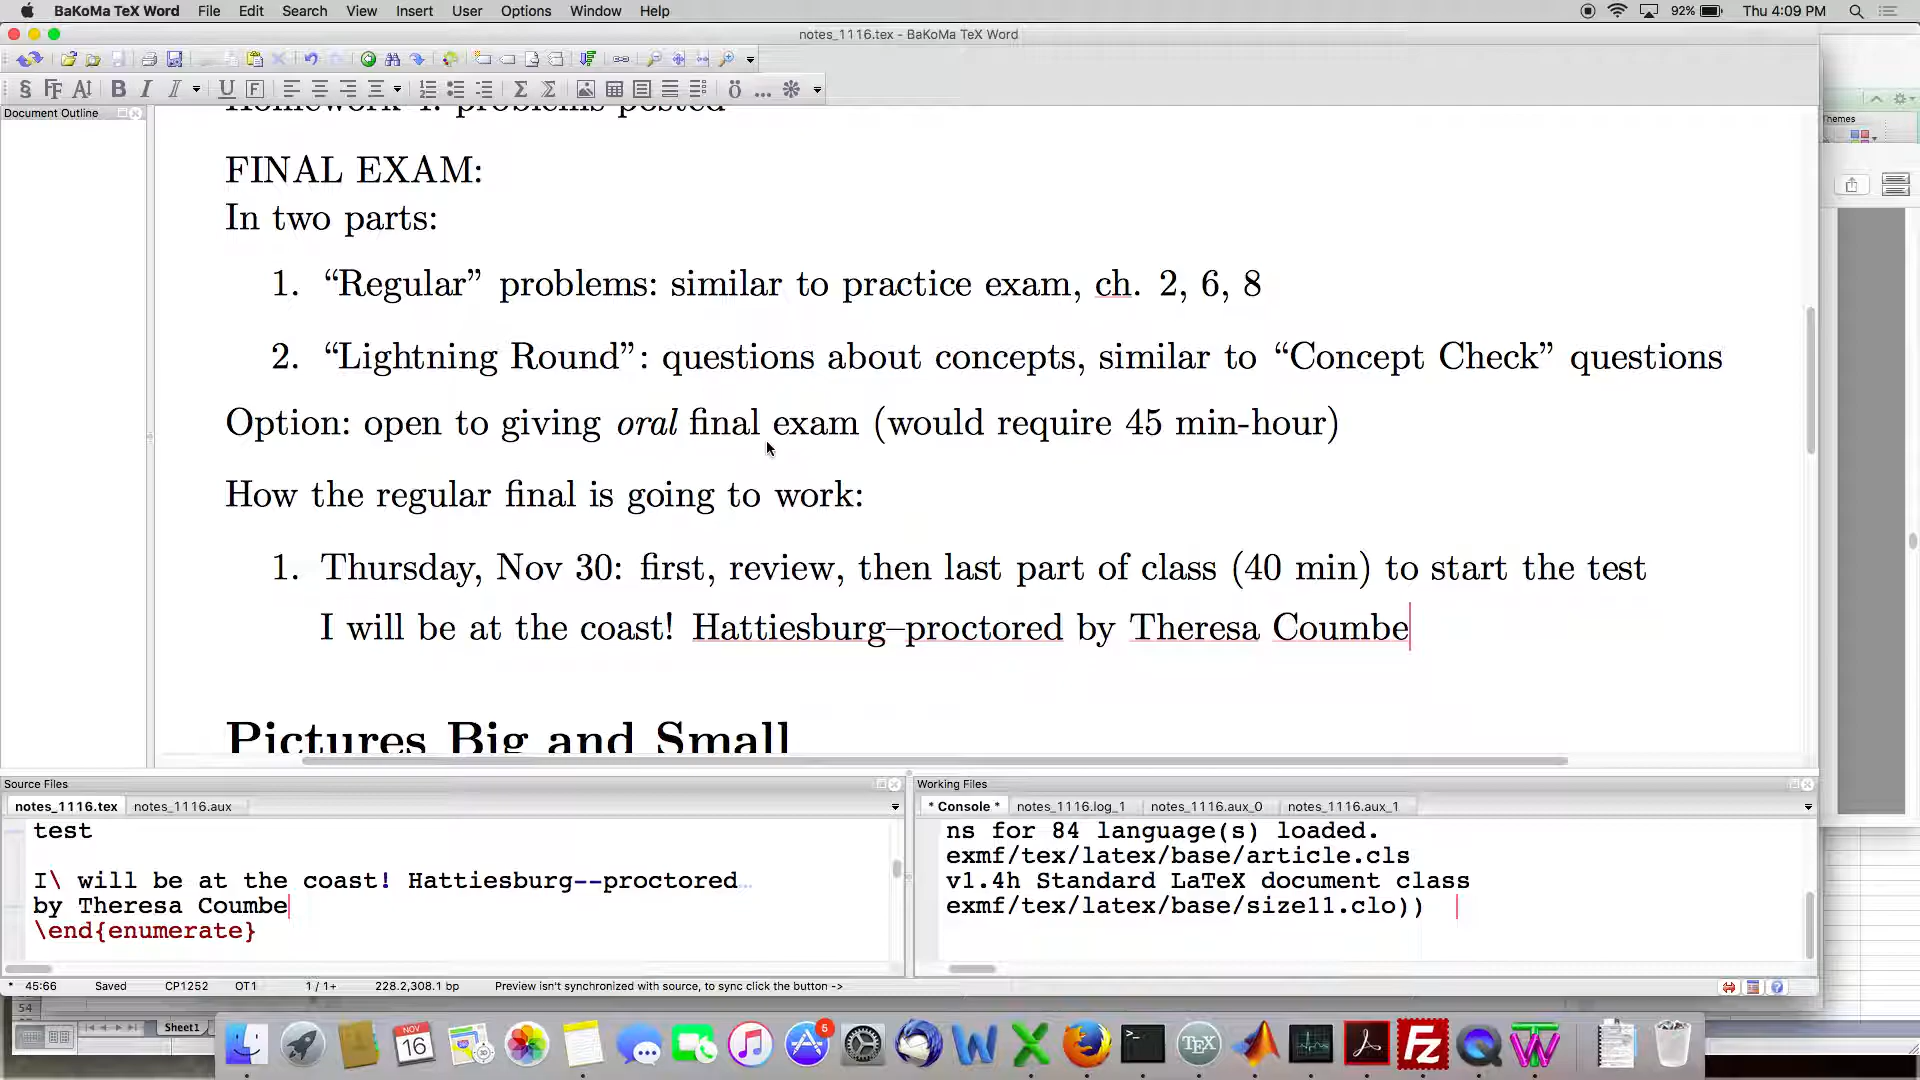 BaKoMa TeX Word File Edit Search View Insert User Options Window Help 92% Thu 4:09 PM
notes_1116.tex - BaKoMa TeX Word
Document Outline
Themes
Homework 4: problems posted
FINAL EXAM:
In two parts:
1. “Regular” problems: similar to practice exam, ch. 2, 6, 8
2. “Lightning Round”: questions about concepts, similar to “Concept Check” questions
Option: open to giving oral final exam (would require 45 min-hour)
How the regular final is going to work:
1. Thursday, Nov 30: first, review, then last part of class (40 min) to start the test
I will be at the coast! Hattiesburg–proctored by Theresa Coumbe
Pictures Big and Small
Source Files
notes_1116.tex notes_1116.aux
test
I\ will be at the coast! Hattiesburg--proctored…
by Theresa Coumbe
\end{enumerate}
Working Files
* Console * notes_1116.log_1 notes_1116.aux_0 notes_1116.aux_1
ns for 84 language(s) loaded.
exmf/tex/latex/base/article.cls
v1.4h Standard LaTeX document class
exmf/tex/latex/base/size11.clo))
* 45:66 Saved CP1252 OT1 1 / 1+ 228.2,308.1 bp Preview isn't synchronized with source, to sync click the button ->
54
Sheet1
NOV
16
5
TEX
Fz